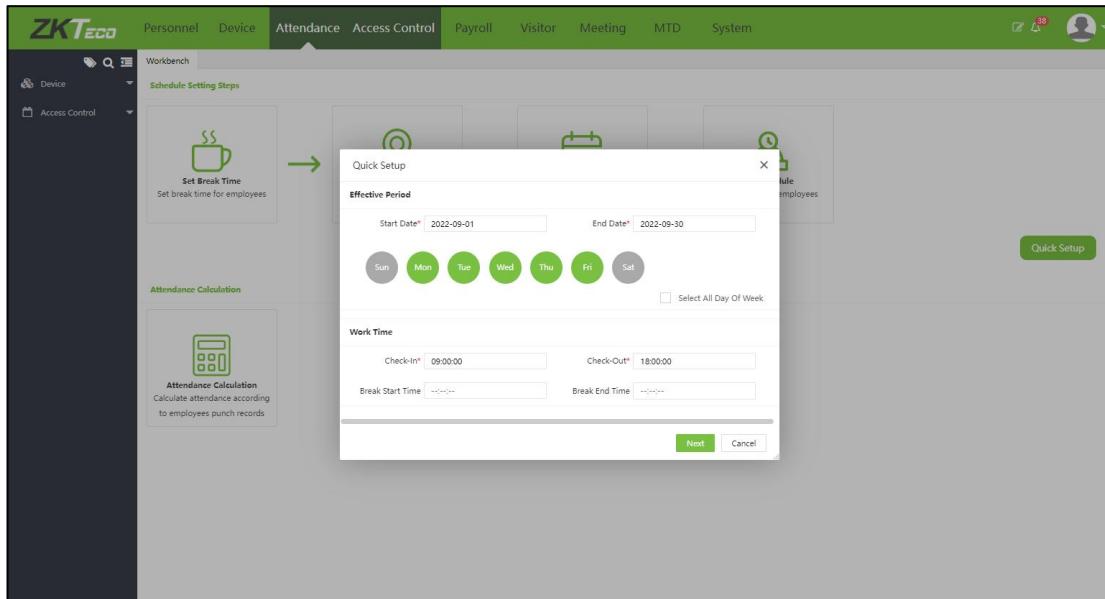 ZKTECO
Personnel Device Attendance Access Control Payroll Visitor Meeting MTD System
38
Workbench
Device
Access Control
Schedule Setting Steps
Set Break Time
Set break time for employees
employees
Quick Setup
Quick Setup
Effective Period
Start Date* 2022-09-01 End Date* 2022-09-30
Sun Mon Tue Wed Thu Fri Sat
Select All Day Of Week
Work Time
Check-In* 09:00:00 Check-Out* 18:00:00
Break Start Time --:--:-- Break End Time --:--:--
Next Cancel
Attendance Calculation
Attendance Calculation
Calculate attendance according
to employees punch records